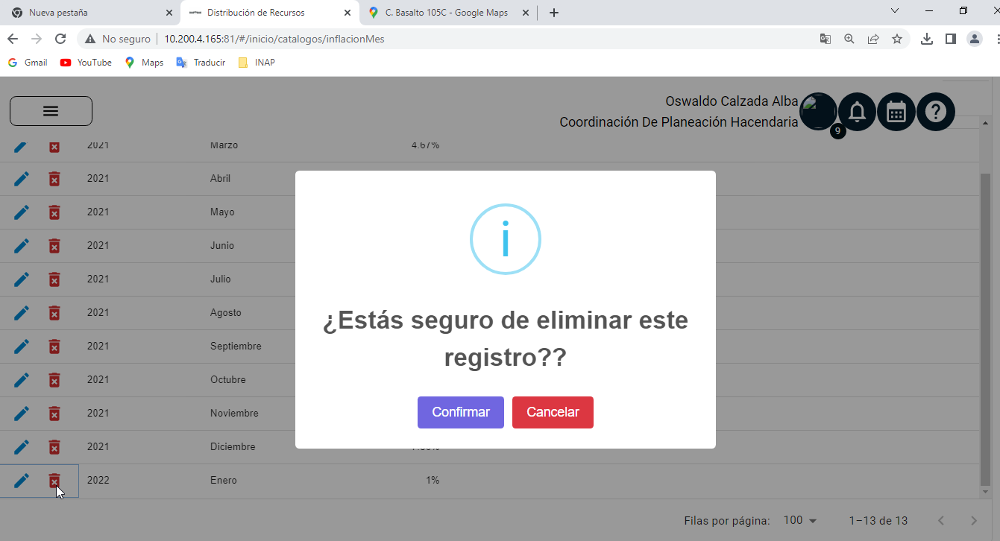 Nueva pestaña
Distribución de Recursos
C. Basalto 105C - Google Maps
No seguro
10.200.4.165:81/#/inicio/catalogos/inflacionMes
Gmail
YouTube
Maps
Traducir
INAP
Oswaldo Calzada Alba
Coordinación De Planeación Hacendaria
9
2021 Marzo 4.67%
2021 Abril
2021 Mayo
2021 Junio
2021 Julio
2021 Agosto
2021 Septiembre
2021 Octubre
2021 Noviembre
2021 Diciembre
2022 Enero 1%
¿Estás seguro de eliminar este
registro??
Confirmar
Cancelar
Filas por página: 100 1–13 de 13